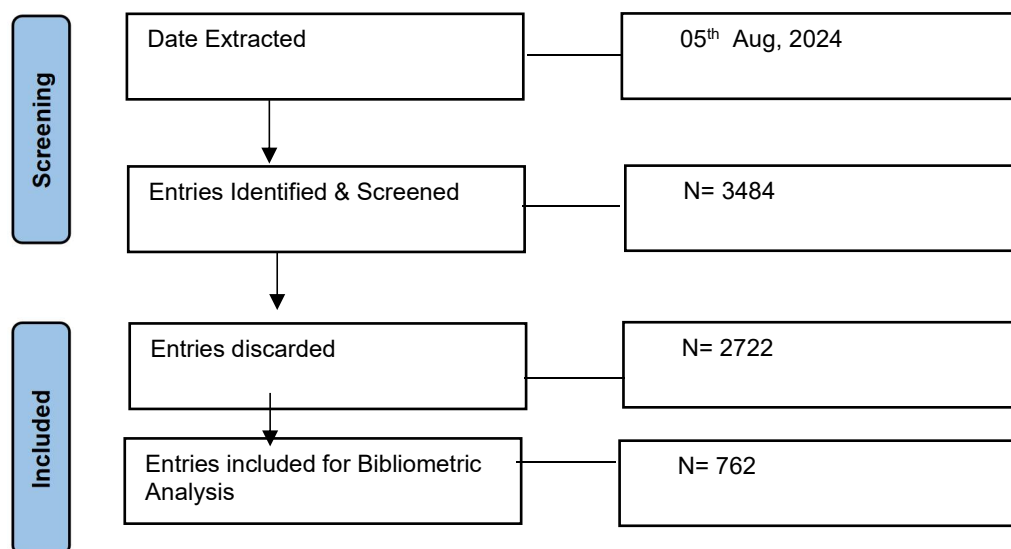 Screening
Date Extracted
05th Aug, 2024
Entries Identified & Screened
N= 3484
Included
Entries discarded
N= 2722
Entries included for Bibliometric
Analysis
N= 762